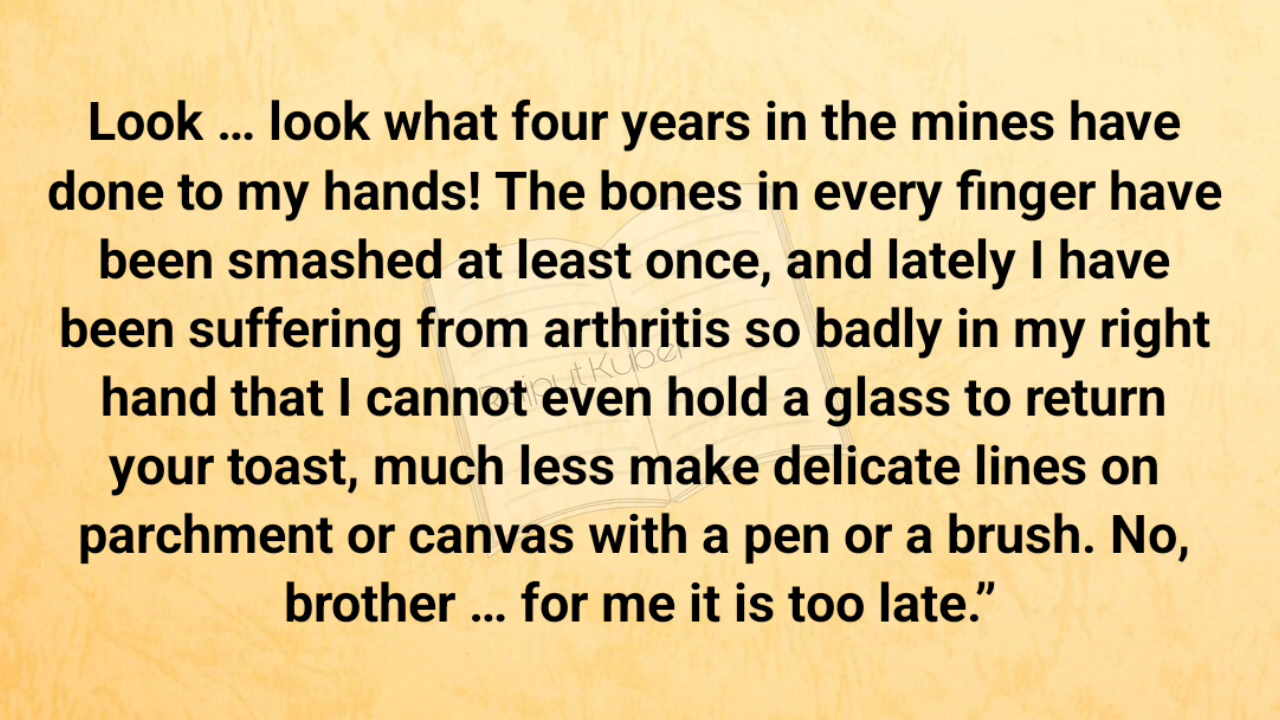 Look … look what four years in the mines have
done to my hands! The bones in every finger have
been smashed at least once, and lately I have
been suffering from arthritis so badly in my right
hand that I cannot even hold a glass to return
your toast, much less make delicate lines on
parchment or canvas with a pen or a brush. No,
brother … for me it is too late.”
Rajput Kuber